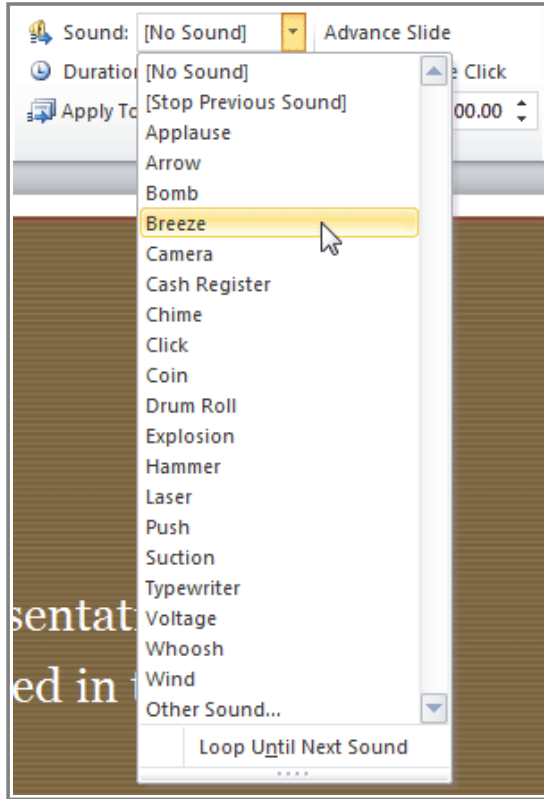 Sound: [No Sound] Advance Slide
Duratio [No Sound] e Click
Apply To [Stop Previous Sound] 00.00
Applause
Arrow
Bomb
Breeze
Camera
Cash Register
Chime
Click
Coin
Drum Roll
Explosion
Hammer
Laser
Push
Suction
Typewriter
sentati Voltage
Whoosh
ed in t Wind
Other Sound...
Loop Until Next Sound